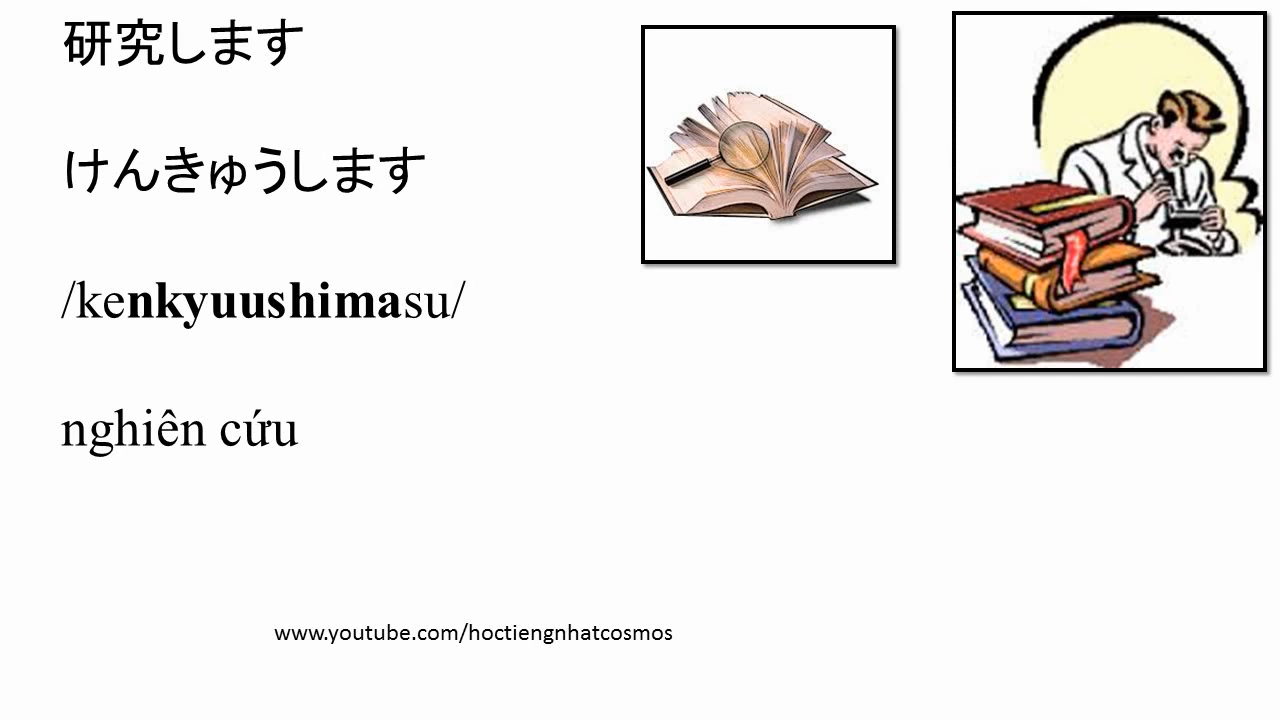 研究します
けんきゅうします
/kenkyuushimasu/
nghiên cứu
www.youtube.com/hoctiengnhatcosmos